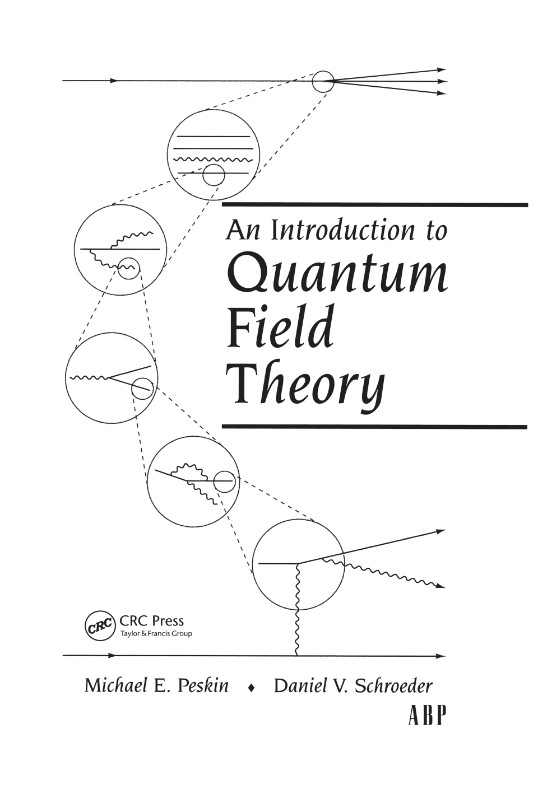 An Introduction to
Quantum
Field
Theory
CRC
CRC Press
Taylor & Francis Group
Michael E. Peskin ♦ Daniel V. Schroeder
ABP